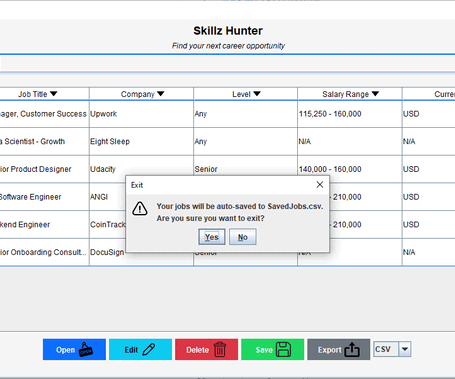 Skillz Hunter
Find your next career opportunity
Job Title Company Level Salary Range Curren
ager, Customer Success Upwork Any 115,250 - 160,000 USD
a Scientist - Growth Eight Sleep Any N/A N/A
ior Product Designer Udacity Senior 140,000 - 160,000 USD
Software Engineer ANGI - 210,000 USD
kend Engineer CoinTrack - 210,000 USD
ior Onboarding Consult... DocuSign Senior N/A N/A
Exit
Your jobs will be auto-saved to SavedJobs.csv.
Are you sure you want to exit?
Yes No
Open Edit Delete Save Export CSV